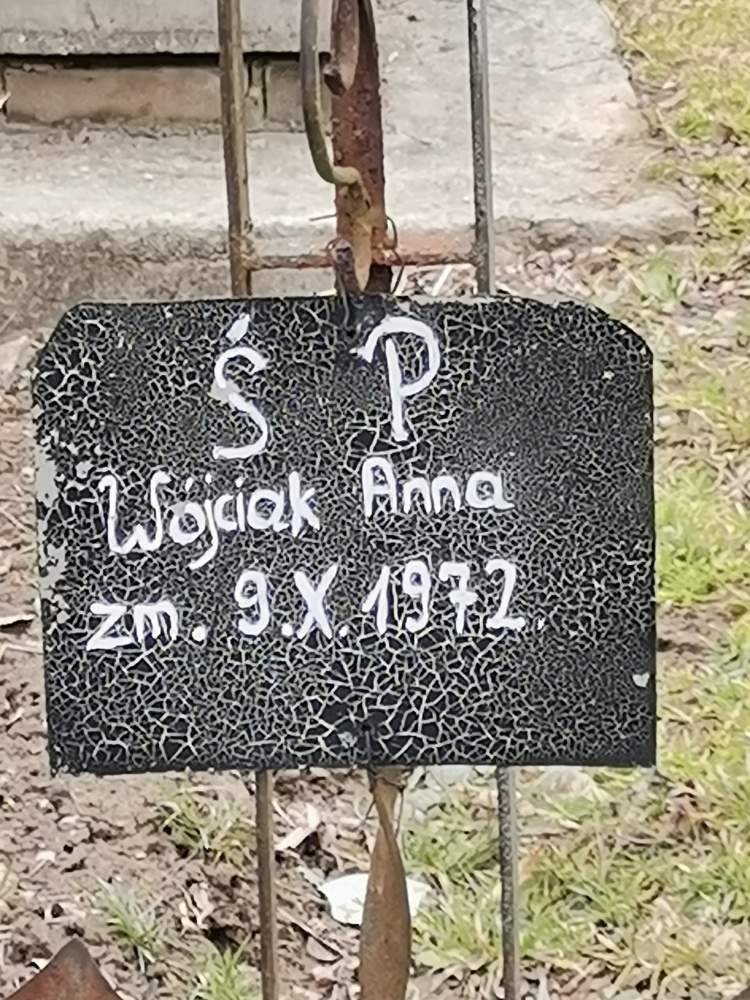 Ś P
Wójciak Anna
zm. 9.X.1972.